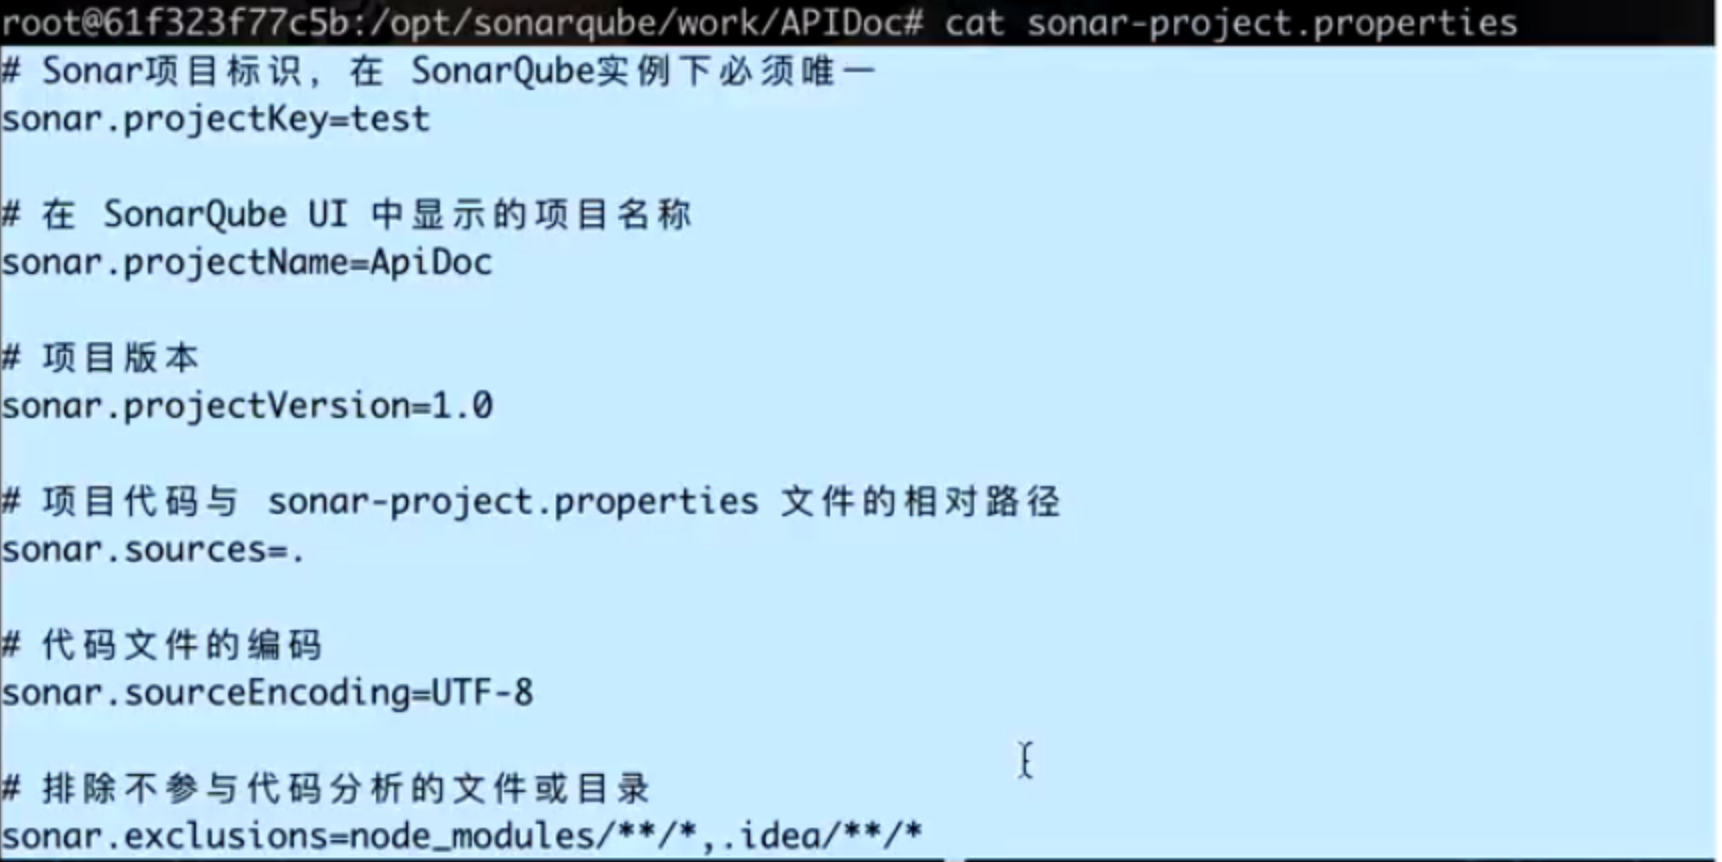 root@61f323f77c5b:/opt/sonarqube/work/APIDoc# cat sonar-project.properties
# Sonar项目标识, 在 SonarQube实例下必须唯一
sonar.projectKey=test
# 在 SonarQube UI 中显示的项目名称
sonar.projectName=ApiDoc
# 项目版本
sonar.projectVersion=1.0
# 项目代码与 sonar-project.properties 文件的相对路径
sonar.sources=.
# 代码文件的编码
sonar.sourceEncoding=UTF-8
# 排除不参与代码分析的文件或目录
sonar.exclusions=node_modules/**/*,.idea/**/*